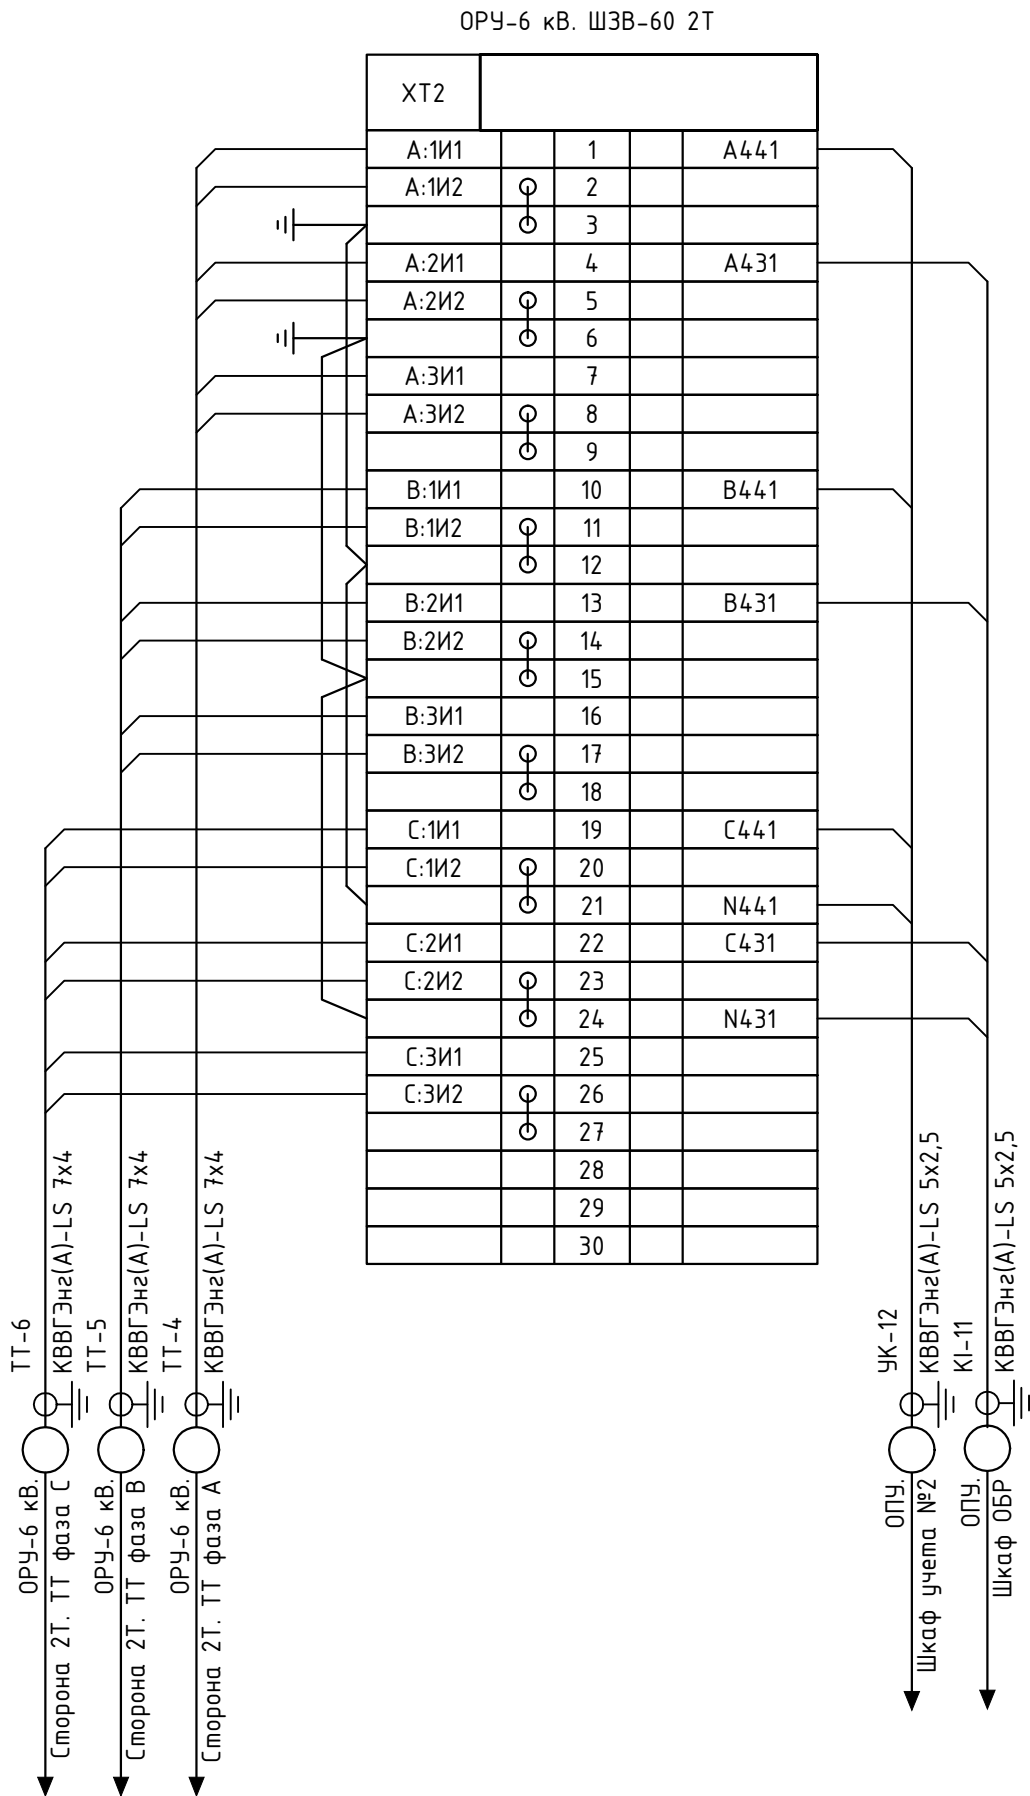 ОРУ-6 кВ. ШЗВ-60 2Т
ХТ2
А:1И1 1 А441
А:1И2 2
3
А:2И1 4 А431
А:2И2 5
6
А:3И1 7
А:3И2 8
9
В:1И1 10 В441
В:1И2 11
12
В:2И1 13 В431
В:2И2 14
15
В:3И1 16
В:3И2 17
18
С:1И1 19 С441
С:1И2 20
21 N441
С:2И1 22 С431
С:2И2 23
24 N431
С:3И1 25
С:3И2 26
27
28
29
30
ТТ-6
КВВГЭнг(А)-LS 7х4
ОРУ-6 кВ.
Сторона 2Т. ТТ фаза С
ТТ-5
КВВГЭнг(А)-LS 7х4
ОРУ-6 кВ.
Сторона 2Т. ТТ фаза В
ТТ-4
КВВГЭнг(А)-LS 7х4
ОРУ-6 кВ.
Сторона 2Т. ТТ фаза А
УК-12
КВВГЭнг(А)-LS 5х2,5
ОПУ.
Шкаф учета №2
КI-11
КВВГЭнг(А)-LS 5х2,5
ОПУ.
Шкаф ОБР